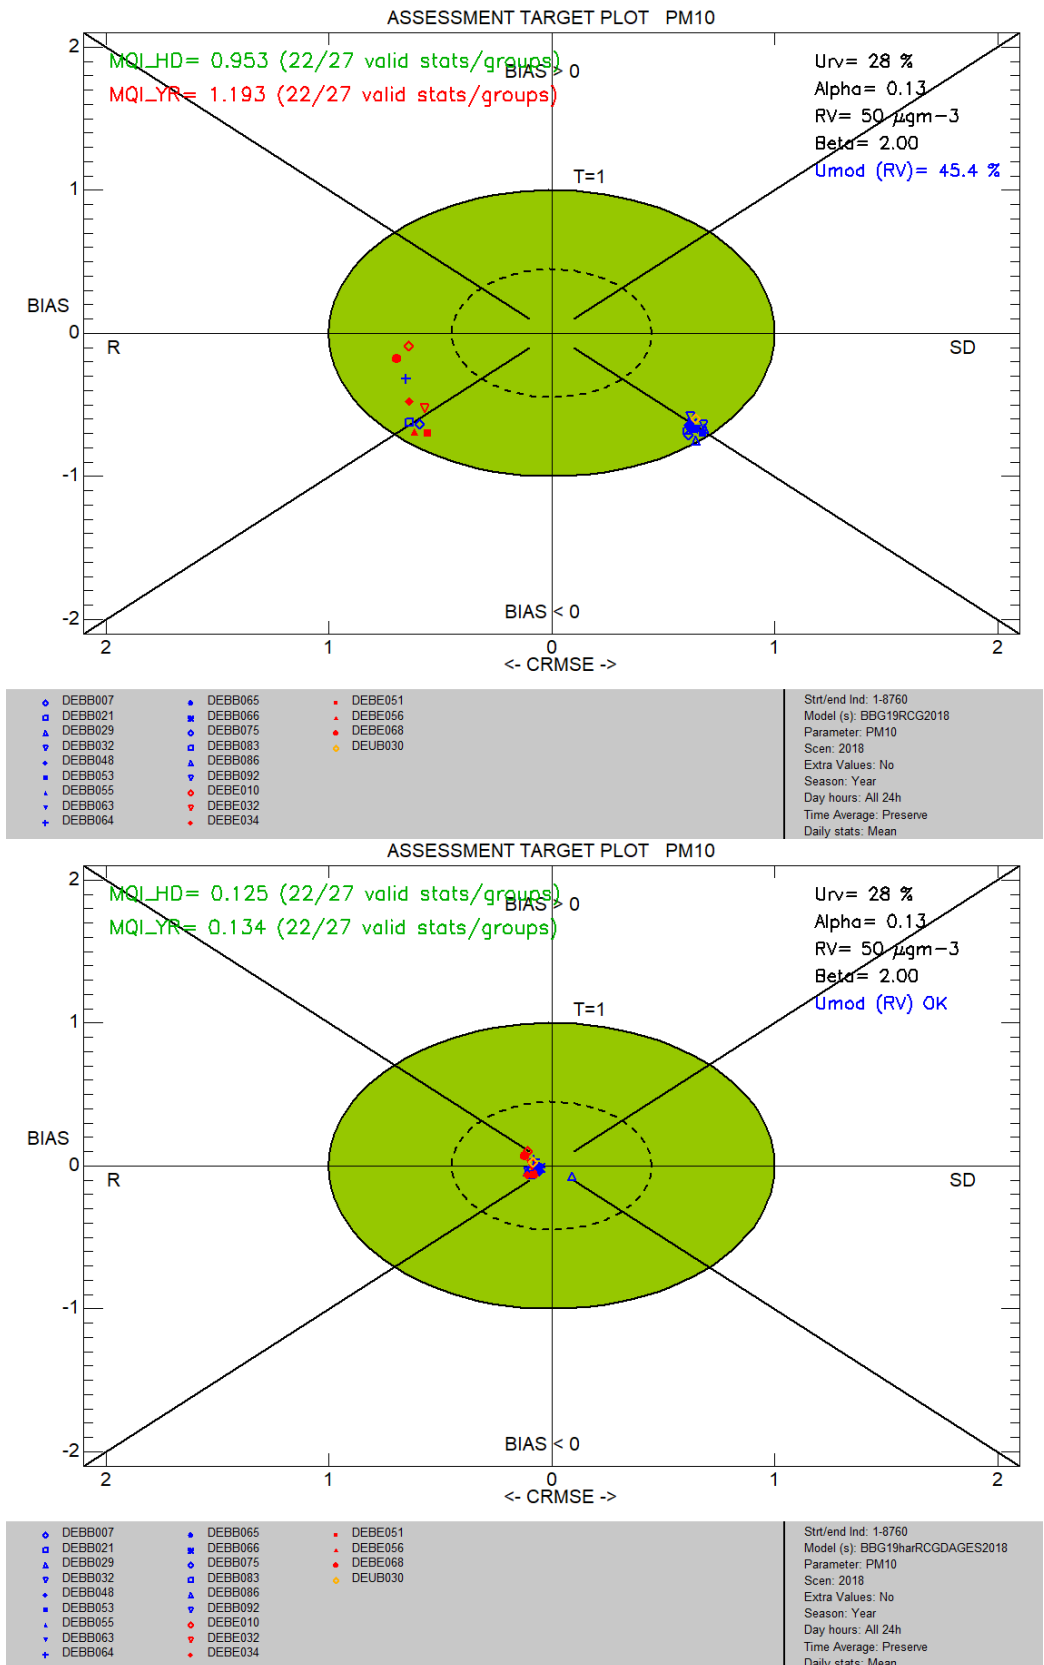 ASSESSMENT TARGET PLOT PM10
MQI_HD= 0.953 (22/27 valid stats/groups)
MQI_YR= 1.193 (22/27 valid stats/groups)
BIAS > 0
Urv= 28 %
Alpha= 0.13
RV= 50 µgm-3
Beta= 2.00
Umod (RV)= 45.4 %
T=1
2
1
0
-1
-2
BIAS
R
SD
BIAS < 0
2 1 0 1 2
<- CRMSE ->
DEBB007 DEBB065 DEBE051
DEBB021 DEBB066 DEBE056
DEBB029 DEBB075 DEBE068
DEBB032 DEBB083 DEUB030
DEBB048 DEBB086
DEBB053 DEBB092
DEBB055 DEBE010
DEBB063 DEBE032
DEBB064 DEBE034
Strt/end Ind: 1-8760
Model (s): BBG19RCG2018
Parameter: PM10
Scen: 2018
Extra Values: No
Season: Year
Day hours: All 24h
Time Average: Preserve
Daily stats: Mean
ASSESSMENT TARGET PLOT PM10
MQI_HD= 0.125 (22/27 valid stats/groups)
MQI_YR= 0.134 (22/27 valid stats/groups)
BIAS > 0
Urv= 28 %
Alpha= 0.13
RV= 50 µgm-3
Beta= 2.00
Umod (RV) OK
T=1
2
1
0
-1
-2
BIAS
R
SD
BIAS < 0
2 1 0 1 2
<- CRMSE ->
DEBB007 DEBB065 DEBE051
DEBB021 DEBB066 DEBE056
DEBB029 DEBB075 DEBE068
DEBB032 DEBB083 DEUB030
DEBB048 DEBB086
DEBB053 DEBB092
DEBB055 DEBE010
DEBB063 DEBE032
DEBB064 DEBE034
Strt/end Ind: 1-8760
Model (s): BBG19harRCGDAGES2018
Parameter: PM10
Scen: 2018
Extra Values: No
Season: Year
Day hours: All 24h
Time Average: Preserve
Daily stats: Mean